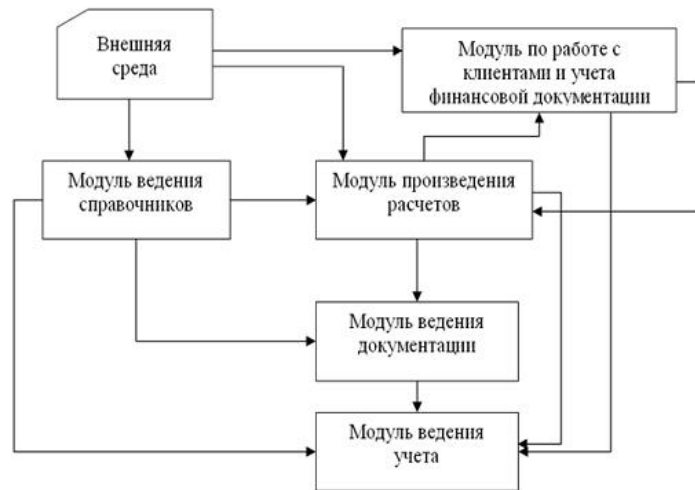 Внешняя
среда
Модуль по работе с
клиентами и учета
финансовой документации
Модуль ведения
справочников
Модуль произведения
расчетов
Модуль ведения
документации
Модуль ведения
учета